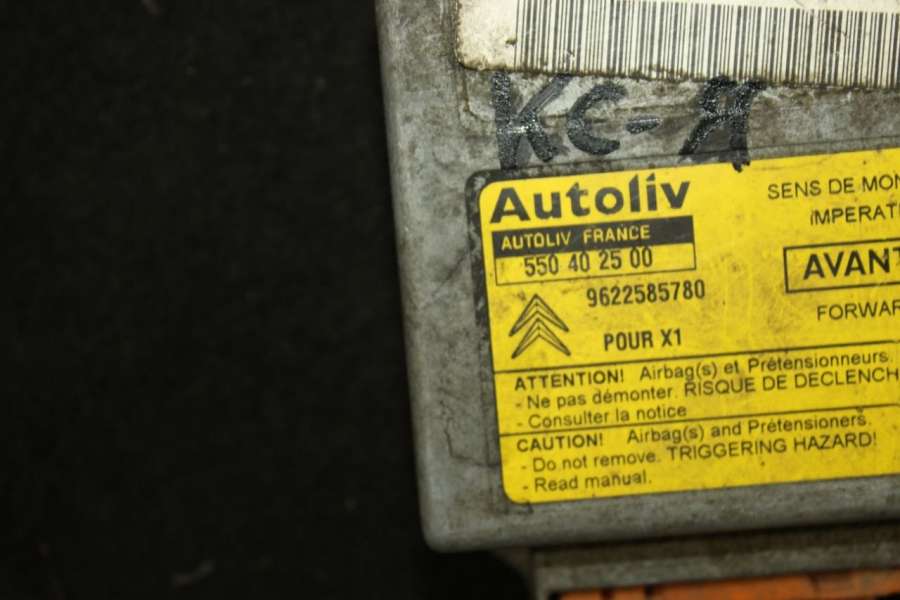 KC-Я
Autoliv
AUTOLIV FRANCE
550 40 25 00
9622585780
POUR X1
SENS DE MON
IMPERATI
AVANT
FORWAR
ATTENTION! Airbag(s) et Prétensionneurs.
- Ne pas démonter. RISQUE DE DECLENCH
- Consulter la notice
CAUTION! Airbag(s) and Prétensioners.
- Do not remove. TRIGGERING HAZARD!
- Read manual.